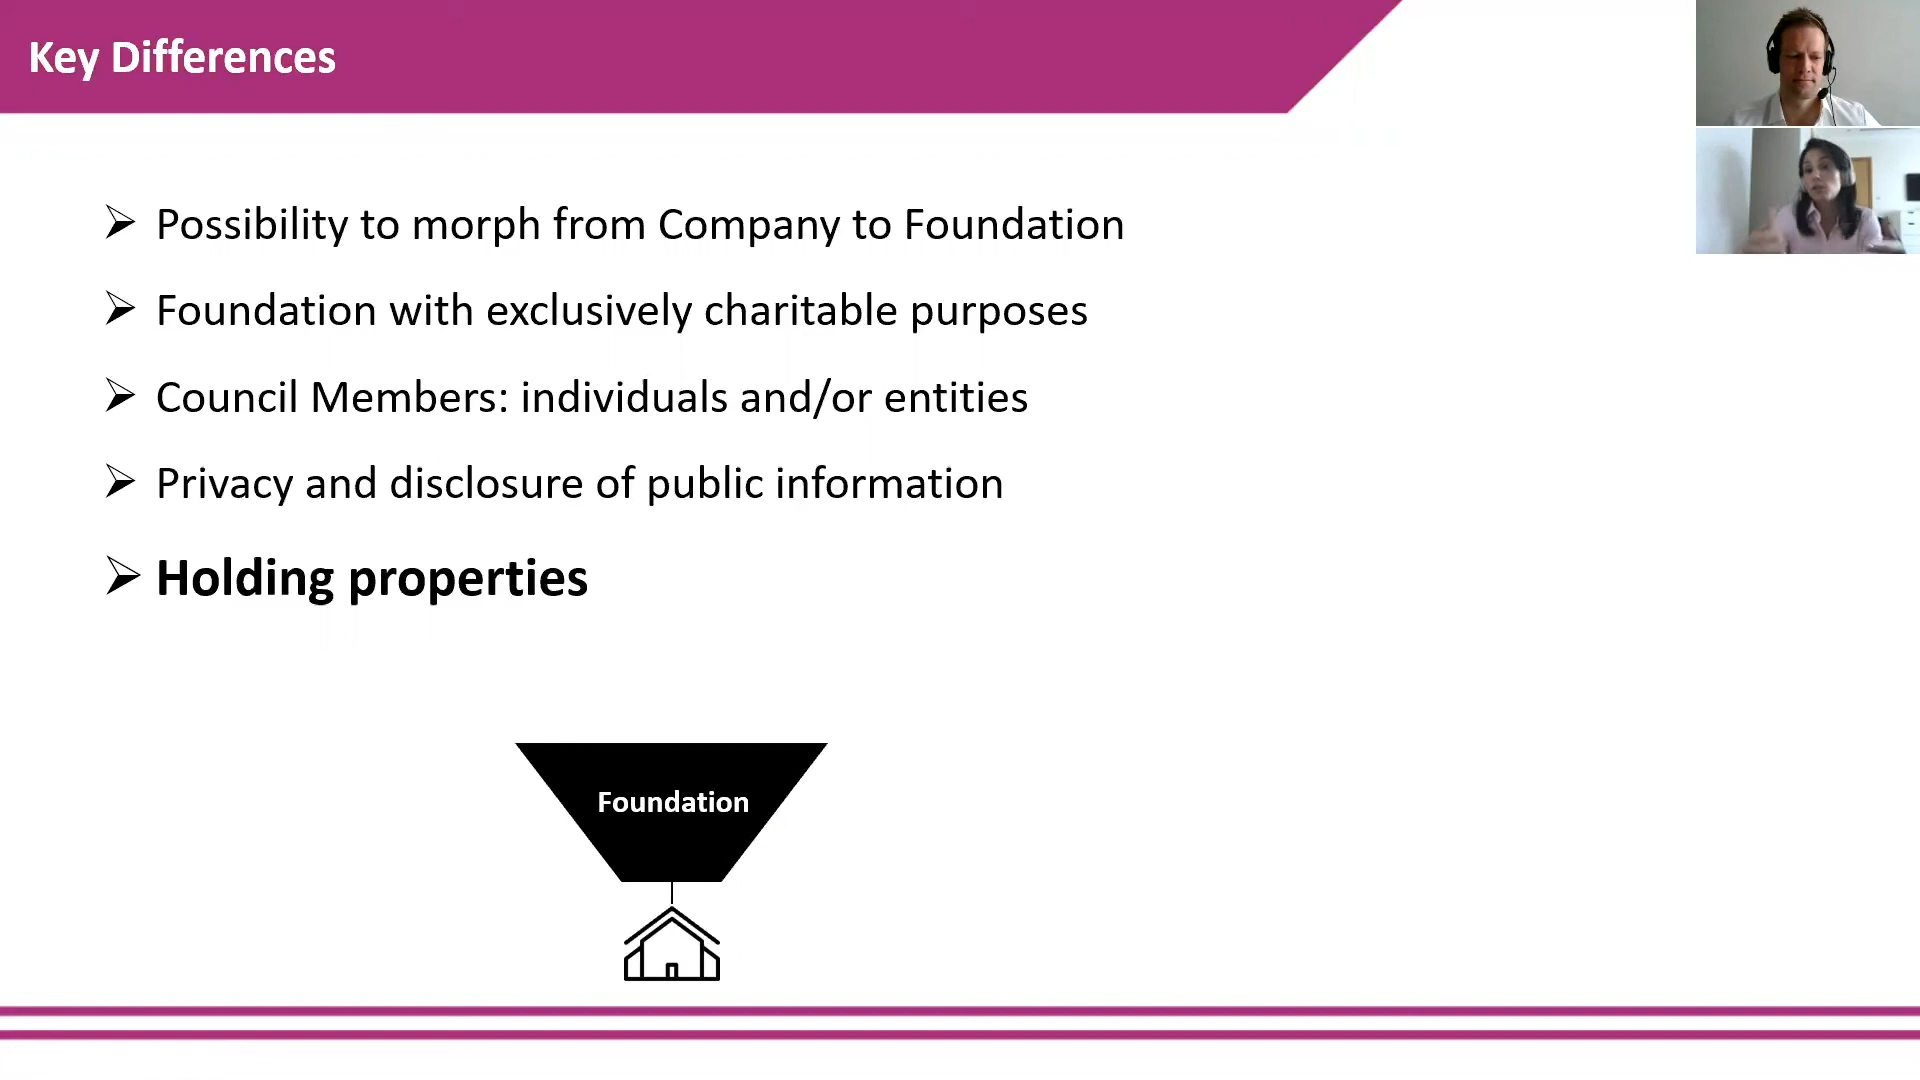 Key Differences
Possibility to morph from Company to Foundation
Foundation with exclusively charitable purposes
Council Members: individuals and/or entities
Privacy and disclosure of public information
Holding properties
Foundation